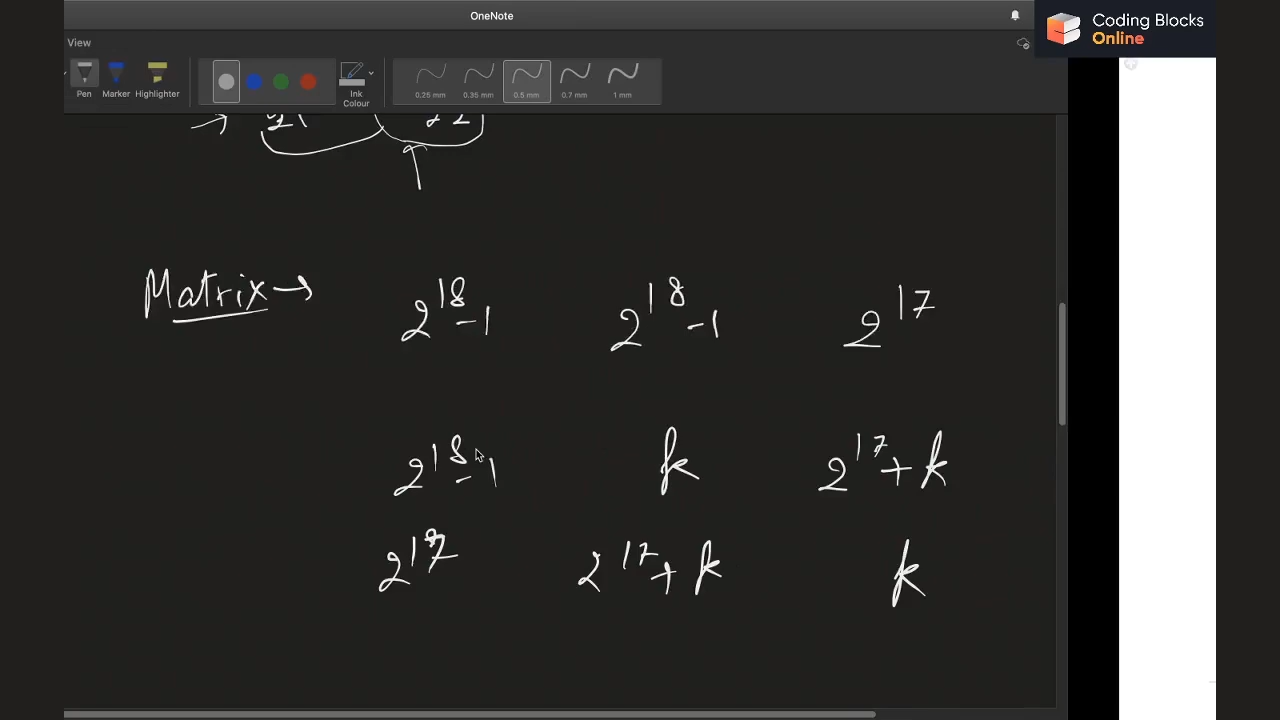 OneNote
Coding Blocks
Online
View
Pen Marker Highlighter Ink Colour 0.25 mm 0.35 mm 0.5 mm 0.7 mm 1 mm
Matrix → 2^18 - 1 2^18 - 1 2^17
2^18 - 1 k 2^17 + k
2^17 2^17 + k k